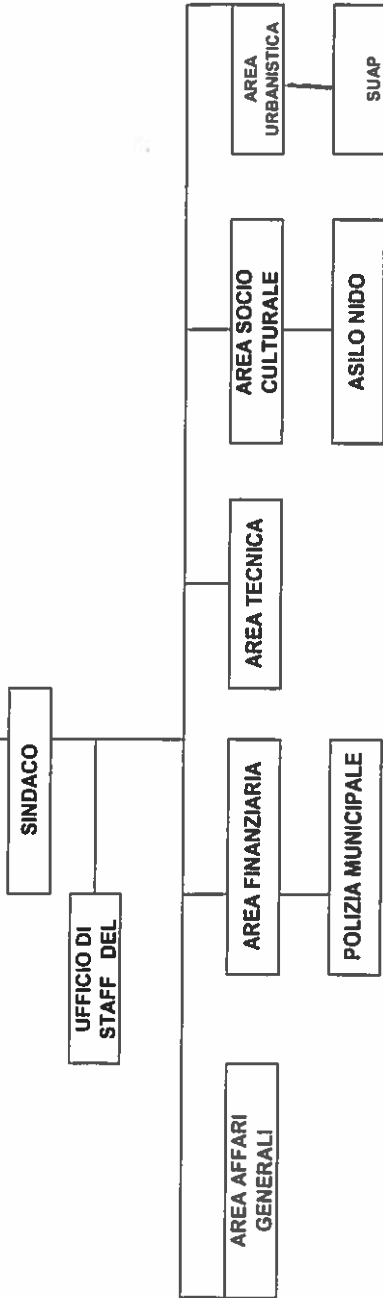 SINDACO
UFFICIO DI
STAFF DEL
AREA AFFARI
GENERALI
AREA FINANZIARIA
AREA TECNICA
AREA SOCIO
CULTURALE
AREA
URBANISTICA
POLIZIA MUNICIPALE
ASILO NIDO
SUAP